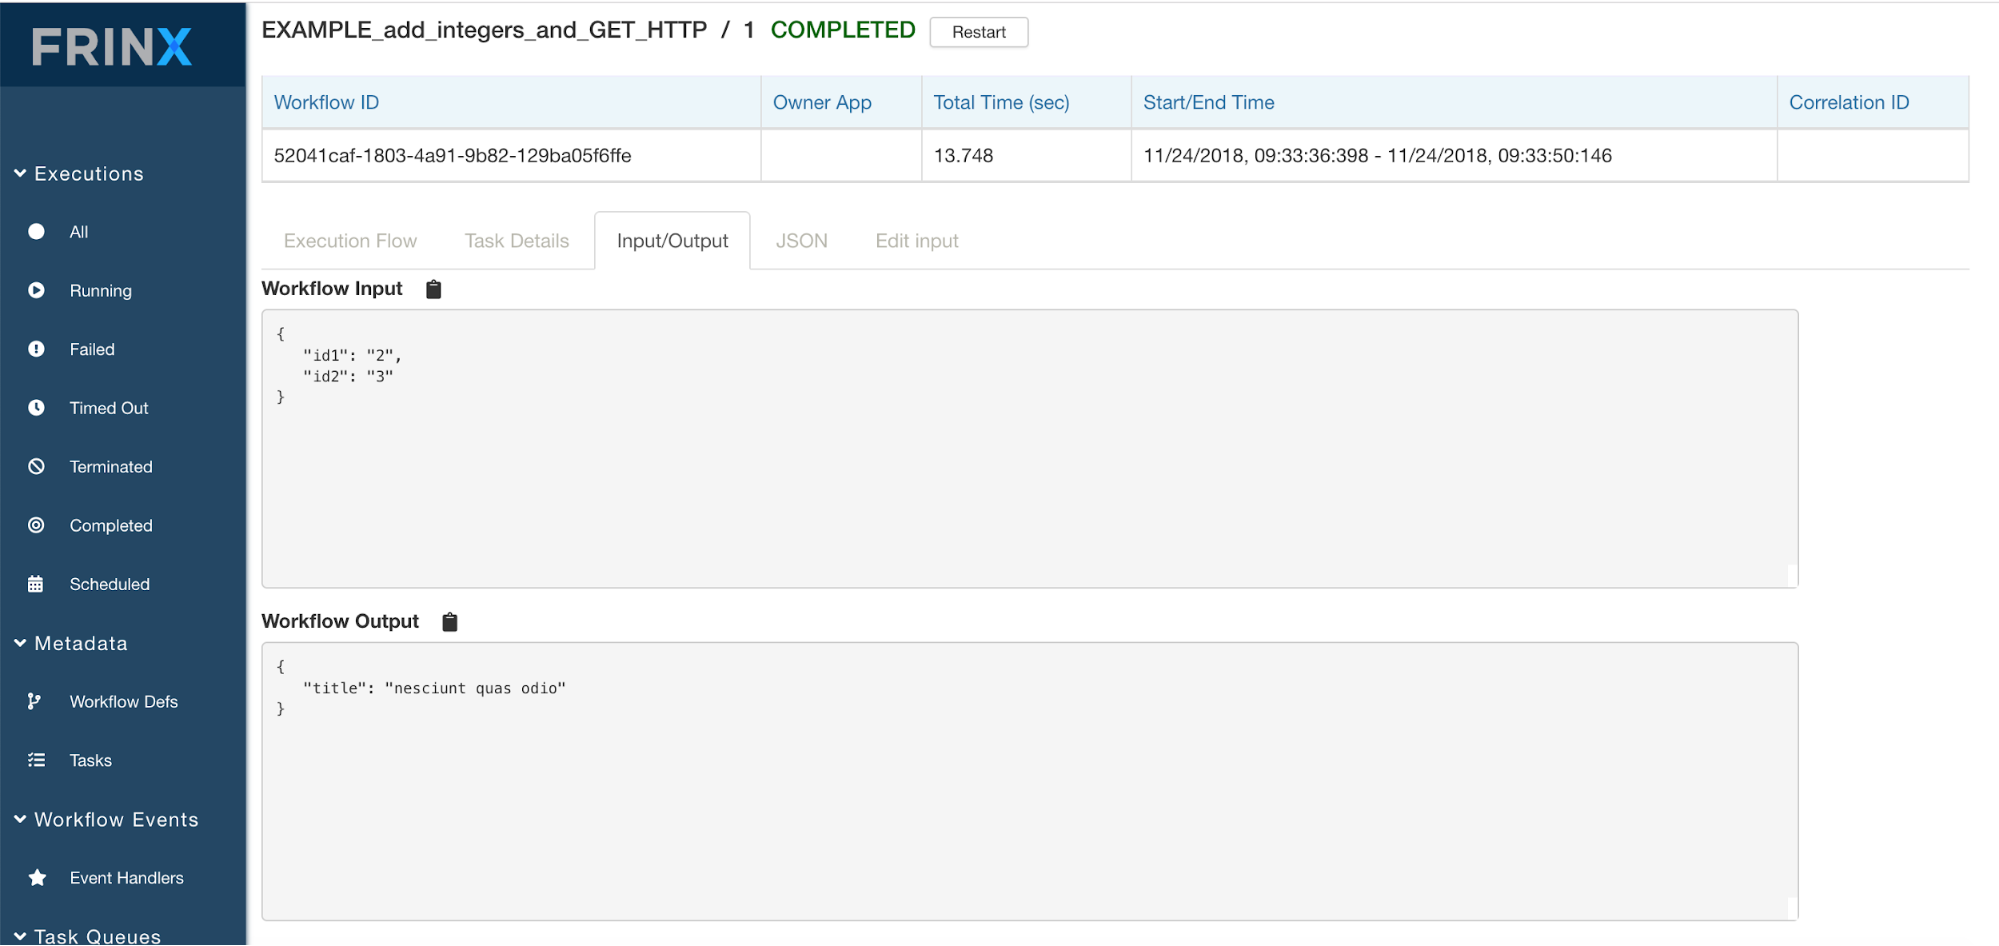 FRINX
Executions
All
Running
Failed
Timed Out
Terminated
Completed
Scheduled
Metadata
Workflow Defs
Tasks
Workflow Events
Event Handlers
Task Queues
EXAMPLE_add_integers_and_GET_HTTP / 1 COMPLETED Restart
Workflow ID Owner App Total Time (sec) Start/End Time Correlation ID
52041caf-1803-4a91-9b82-129ba05f6ffe 13.748 11/24/2018, 09:33:36:398 - 11/24/2018, 09:33:50:146
Execution Flow Task Details Input/Output JSON Edit input
Workflow Input
{
"id1": "2",
"id2": "3"
}
Workflow Output
{
"title": "nesciunt quas odio"
}